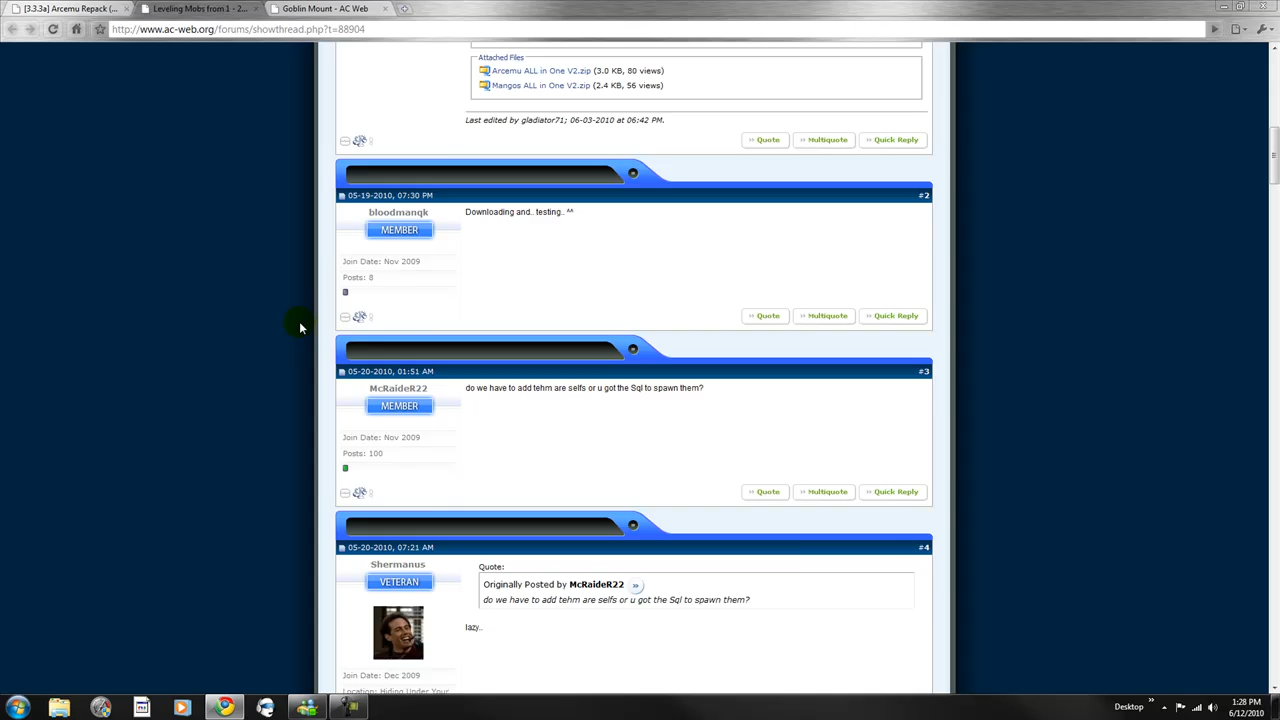 [3.3.3a] Arcemu Repack (...
Leveling Mobs from 1 - 2...
Goblin Mount - AC Web
http://www.ac-web.org/forums/showthread.php?t=88904
Attached Files
Arcemu ALL in One V2.zip (3.0 KB, 80 views)
Mangos ALL in One V2.zip (2.4 KB, 56 views)
Last edited by gladiator71; 06-03-2010 at 06:42 PM.
Quote Multiquote Quick Reply
05-19-2010, 07:30 PM #2
bloodmanqk
Downloading and.. testing.. ^^
MEMBER
Join Date: Nov 2009
Posts: 8
Quote Multiquote Quick Reply
05-20-2010, 01:51 AM #3
McRaideR22
do we have to add tehm are selfs or u got the Sql to spawn them?
MEMBER
Join Date: Nov 2009
Posts: 100
Quote Multiquote Quick Reply
05-20-2010, 07:21 AM #4
Shermanus
Quote:
VETERAN
Originally Posted by McRaideR22
do we have to add tehm are selfs or u got the Sql to spawn them?
lazy..
Join Date: Dec 2009
Location: Hiding Under Your
Desktop
1:28 PM
6/12/2010